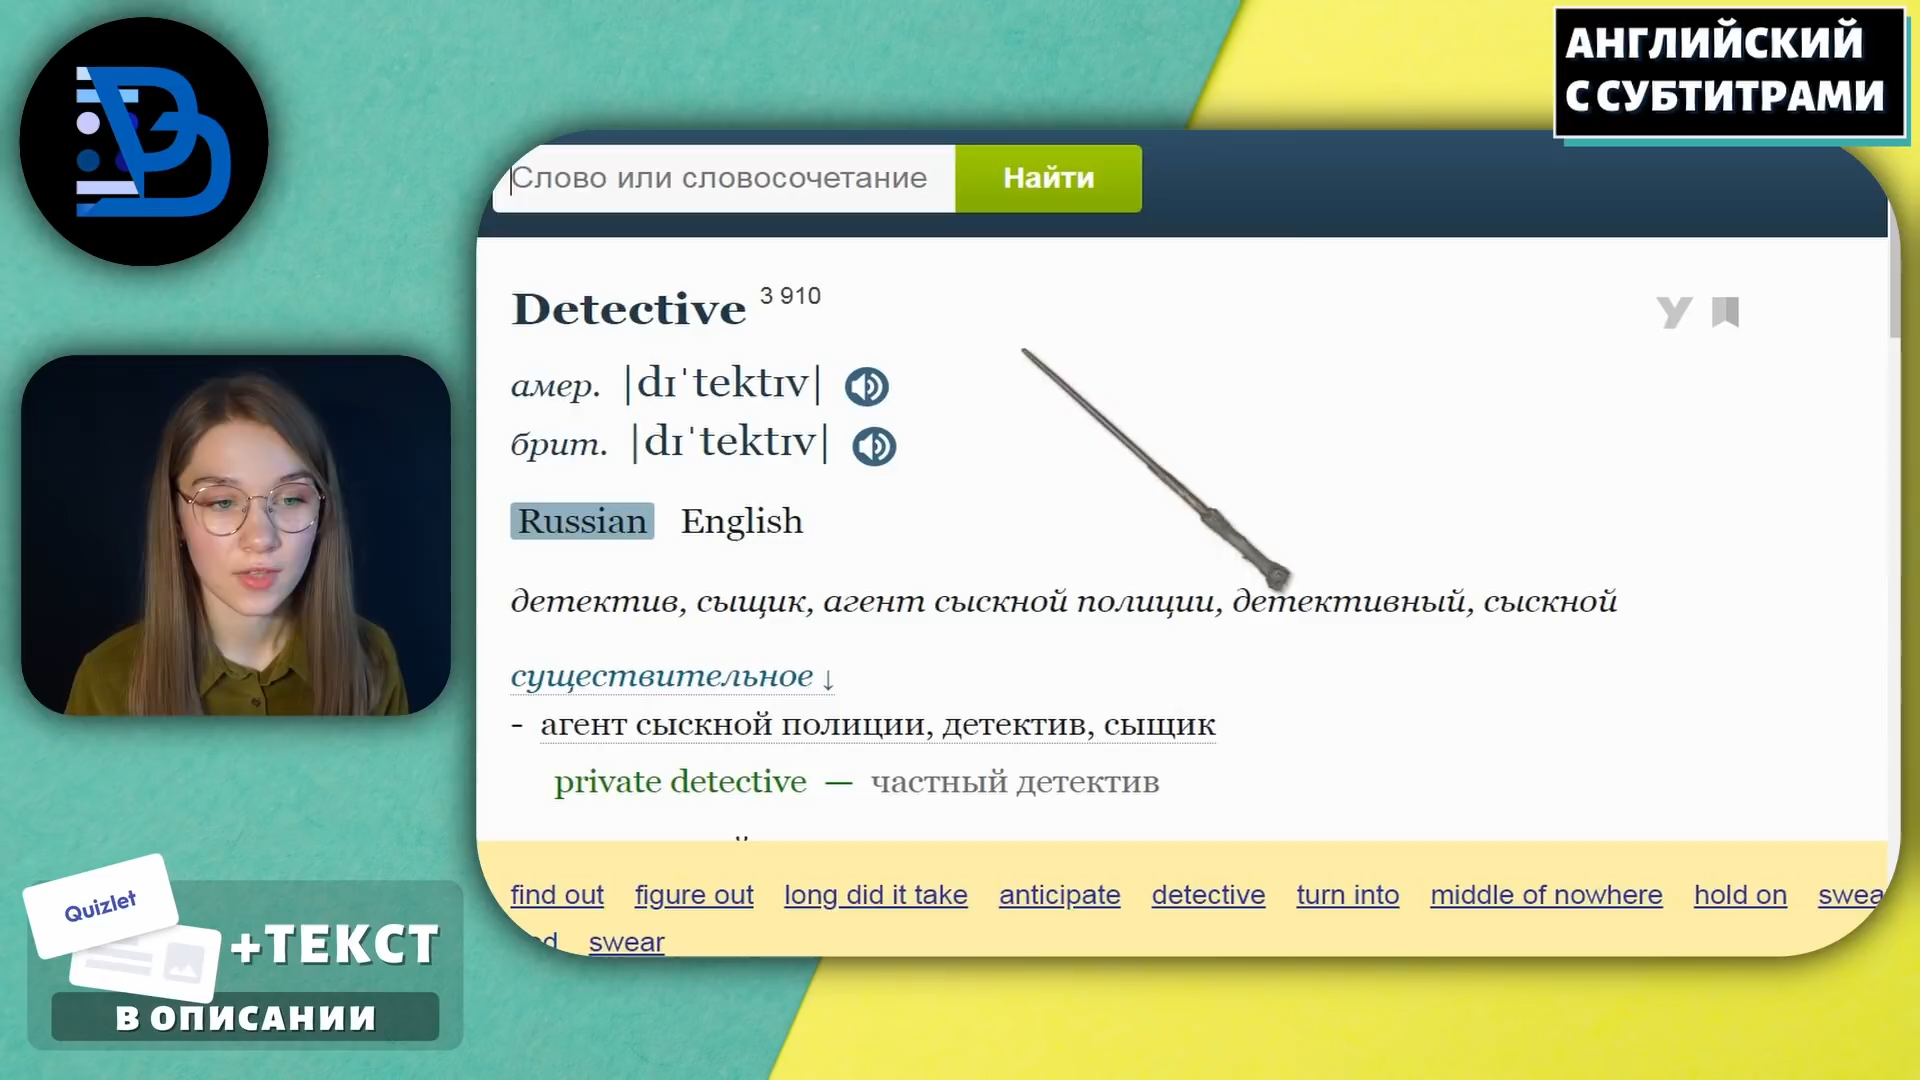 АНГЛИЙСКИЙ
С СУБТИТРАМИ
Слово или словосочетание
Найти
Detective 3 910
амер. |dɪˈtektɪv|
брит. |dɪˈtektɪv|
Russian English
детектив, сыщик, агент сыскной полиции, детективный, сыскной
существительное ↓
- агент сыскной полиции, детектив, сыщик
private detective — частный детектив
find out figure out long did it take anticipate detective turn into middle of nowhere hold on
swear
Quizlet
+ТЕКСТ
В ОПИСАНИИ